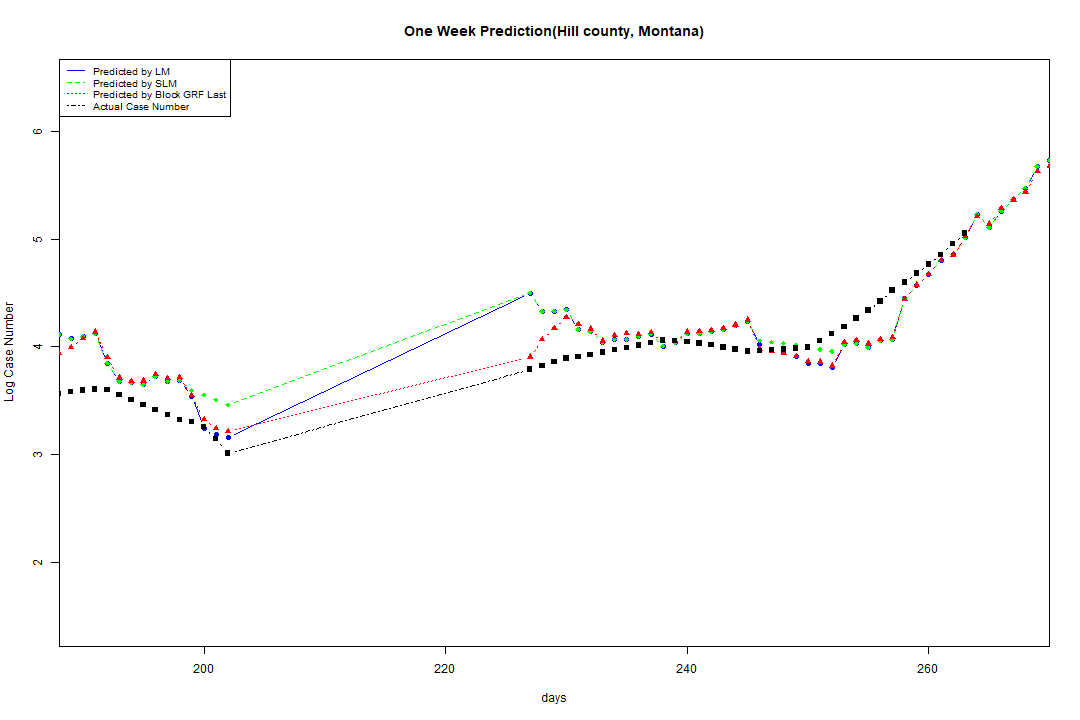 One Week Prediction(Hill county, Montana)
Predicted by LM
Predicted by SLM
Predicted by Block GRF Last
Actual Case Number
Log Case Number
6
5
4
3
2
200 220 240 260
days